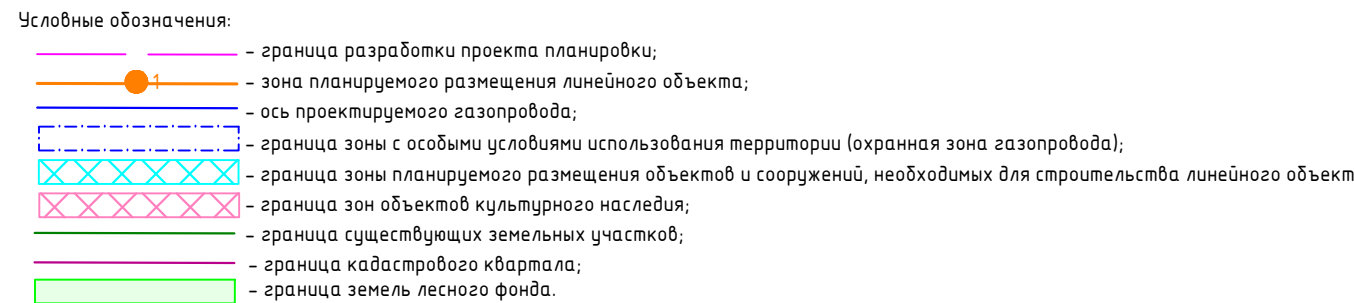 Условные обозначения:
- граница разработки проекта планировки;
1 - зона планируемого размещения линейного объекта;
- ось проектируемого газопровода;
- граница зоны с особыми условиями использования территории (охранная зона газопровода);
- граница зоны планируемого размещения объектов и сооружений, необходимых для строительства линейного объект
- граница зон объектов культурного наследия;
- граница существующих земельных участков;
- граница кадастрового квартала;
- граница земель лесного фонда.